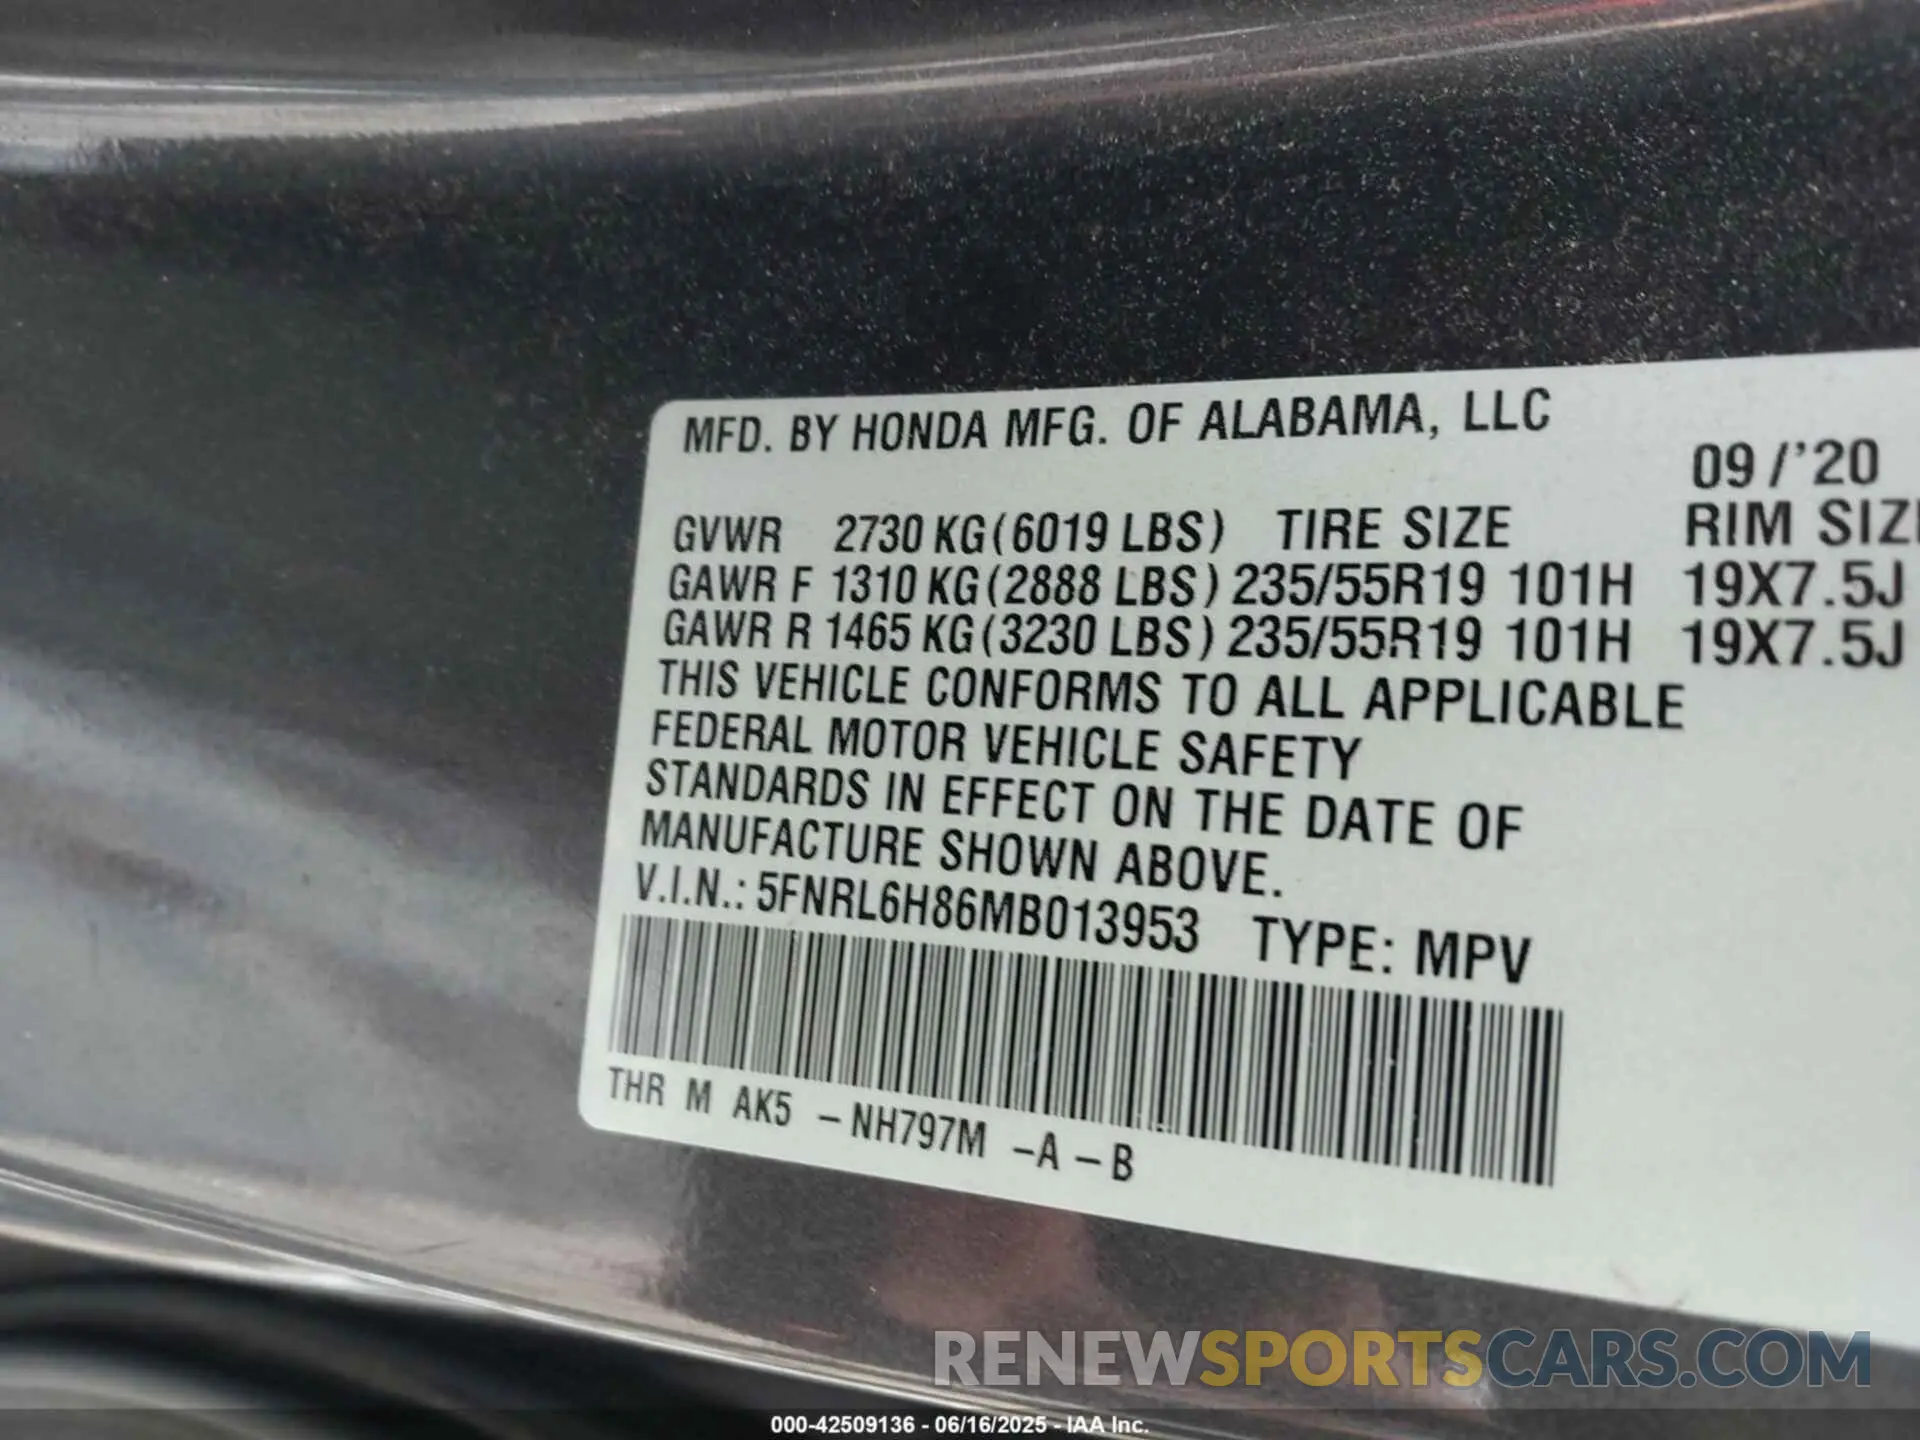 MFD. BY HONDA MFG. OF ALABAMA, LLC
09/'20
GVWR 2730 KG(6019 LBS) TIRE SIZE RIM SIZE
GAWR F 1310 KG(2888 LBS) 235/55R19 101H 19X7.5J
GAWR R 1465 KG(3230 LBS) 235/55R19 101H 19X7.5J
THIS VEHICLE CONFORMS TO ALL APPLICABLE
FEDERAL MOTOR VEHICLE SAFETY
STANDARDS IN EFFECT ON THE DATE OF
MANUFACTURE SHOWN ABOVE.
V.I.N.: 5FNRL6H86MB013953 TYPE: MPV
THR M AK5 –NH797M –A –B
RENEWSPORTSCARS.COM
000-42509136 - 06/16/2025 - IAA Inc.